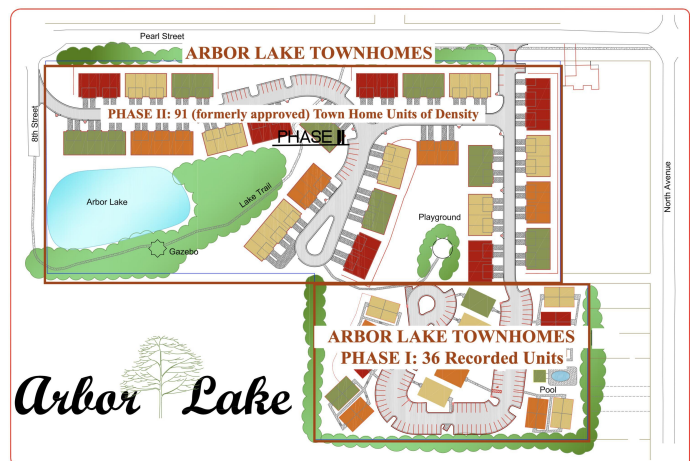 Pearl Street
ARBOR LAKE TOWNHOMES
8th Street
PHASE II: 91 (formerly approved) Town Home Units of Density
PHASE II
North Avenue
Arbor Lake
Lake Trail
Playground
Gazebo
ARBOR LAKE TOWNHOMES
PHASE I: 36 Recorded Units
Pool
Arbor Lake